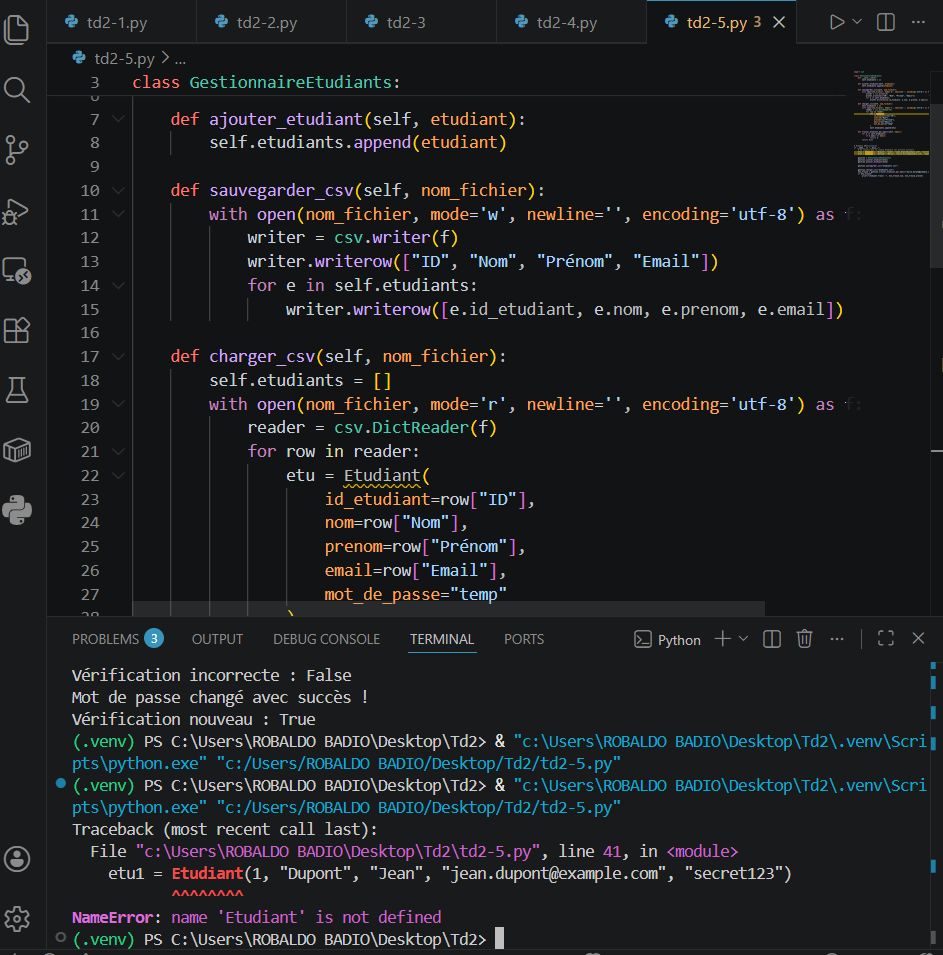 td2-1.py td2-2.py td2-3 td2-4.py td2-5.py 3
td2-5.py > ...
3 class GestionnaireEtudiants:
7 def ajouter_etudiant(self, etudiant):
8 self.etudiants.append(etudiant)
9
10 def sauvegarder_csv(self, nom_fichier):
11 with open(nom_fichier, mode='w', newline='', encoding='utf-8') as f:
12 writer = csv.writer(f)
13 writer.writerow(["ID", "Nom", "Prénom", "Email"])
14 for e in self.etudiants:
15 writer.writerow([e.id_etudiant, e.nom, e.prenom, e.email])
16
17 def charger_csv(self, nom_fichier):
18 self.etudiants = []
19 with open(nom_fichier, mode='r', newline='', encoding='utf-8') as f:
20 reader = csv.DictReader(f)
21 for row in reader:
22 etu = Etudiant(
23 id_etudiant=row["ID"],
24 nom=row["Nom"],
25 prenom=row["Prénom"],
26 email=row["Email"],
27 mot_de_passe="temp"
28 )
PROBLEMS 3 OUTPUT DEBUG CONSOLE TERMINAL PORTS Python
Vérification incorrecte : False
Mot de passe changé avec succès !
Vérification nouveau : True
(.venv) PS C:\Users\ROBALDO BADIO\Desktop\Td2> & "c:\Users\ROBALDO BADIO\Desktop\Td2\.venv\Scri
pts\python.exe" "c:/Users/ROBALDO BADIO/Desktop/Td2/td2-5.py"
(.venv) PS C:\Users\ROBALDO BADIO\Desktop\Td2> & "c:\Users\ROBALDO BADIO\Desktop\Td2\.venv\Scri
pts\python.exe" "c:/Users/ROBALDO BADIO/Desktop/Td2/td2-5.py"
Traceback (most recent call last):
File "c:\Users\ROBALDO BADIO\Desktop\Td2\td2-5.py", line 41, in <module>
etu1 = Etudiant(1, "Dupont", "Jean", "jean.dupont@example.com", "secret123")
^^^^^^^^
NameError: name 'Etudiant' is not defined
(.venv) PS C:\Users\ROBALDO BADIO\Desktop\Td2>